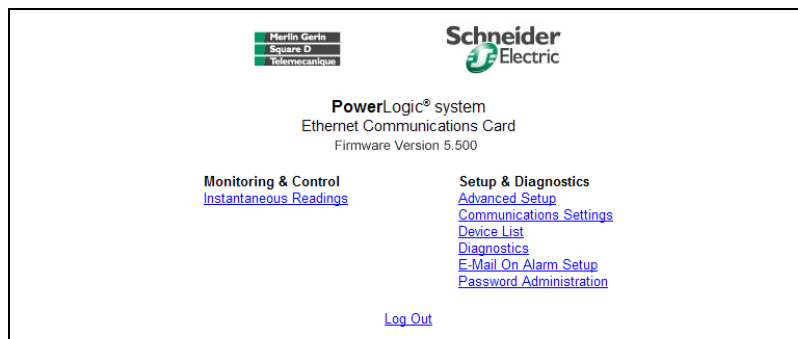 Merlin Gerin
Square D
Telemecanique
Schneider
Electric
PowerLogic® system
Ethernet Communications Card
Firmware Version 5.500
Monitoring & Control
Instantaneous Readings
Setup & Diagnostics
Advanced Setup
Communications Settings
Device List
Diagnostics
E-Mail On Alarm Setup
Password Administration
Log Out